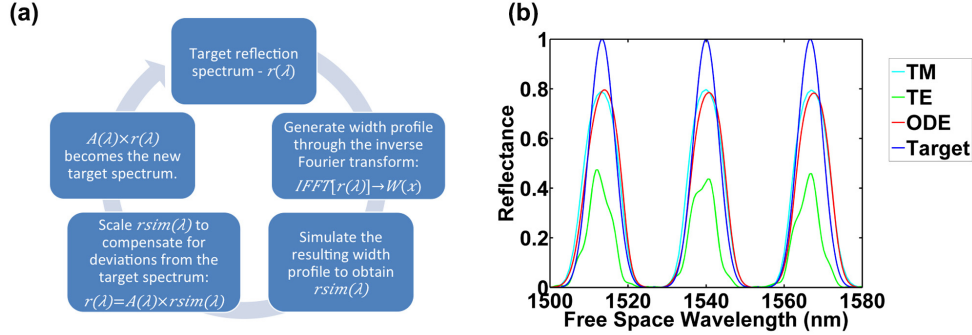 (a)
Target reflection
spectrum - r(λ)
Generate width profile
through the inverse
Fourier transform:
IFFT[r(λ)]→W(x)
Simulate the
resulting width
profile to obtain
rsim(λ)
Scale rsim(λ) to
compensate for
deviations from the
target spectrum:
r(λ)=A(λ)×rsim(λ)
A(λ)×r(λ)
becomes the new
target spectrum.
(b)
Reflectance
1
0.8
0.6
0.4
0.2
0
1500 1520 1540 1560 1580
Free Space Wavelength (nm)
TM
TE
ODE
Target